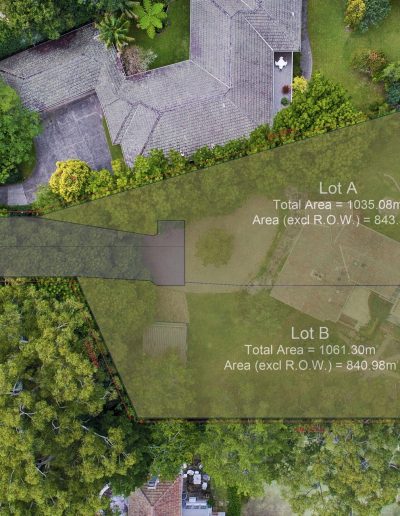 Lot A
Total Area = 1035.08m
Area (excl R.O.W.) = 843.
Lot B
Total Area = 1061.30m
Area (excl R.O.W.) = 840.98m